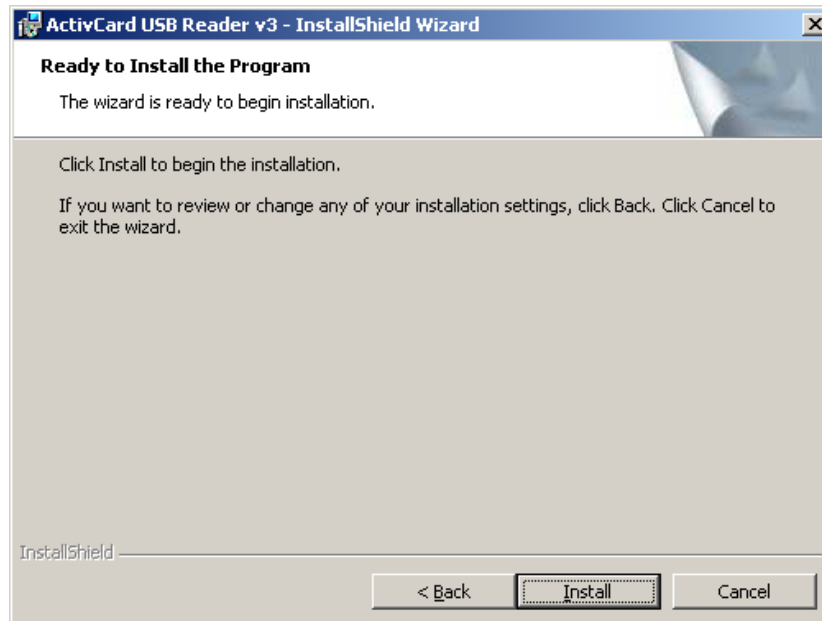 ActivCard USB Reader v3 - InstallShield Wizard
Ready to Install the Program
The wizard is ready to begin installation.
Click Install to begin the installation.
If you want to review or change any of your installation settings, click Back. Click Cancel to
exit the wizard.
InstallShield
< Back Install Cancel